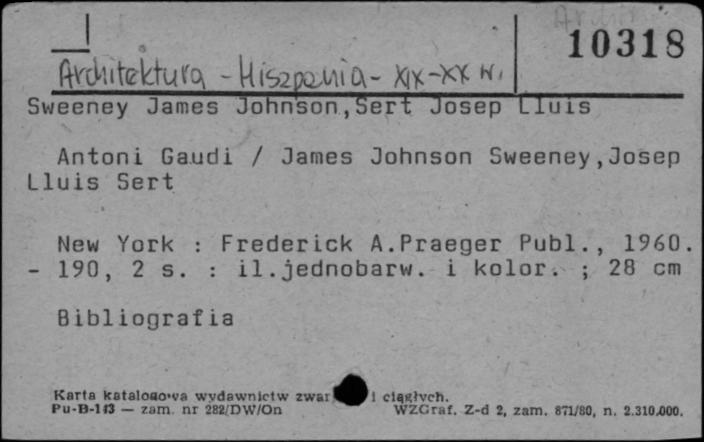 10318
Architektura - Hiszpania - XIX-XX w.
Sweeney James Johnson,Sert Josep Lluis
Antoni Gaudi / James Johnson Sweeney,Josep
Lluis Sert
New York : Frederick A.Praeger Publ., 1960.
- 190, 2 s. : il.jednobarw. i kolor. ; 28 cm
Bibliografia
Karta katalogowa wydawnictw zwar i ciągłych.
Pu-B-143 — zam. nr 282/DW/On WZGraf. Z-d 2, zam. 871/80, n. 2.310.000.